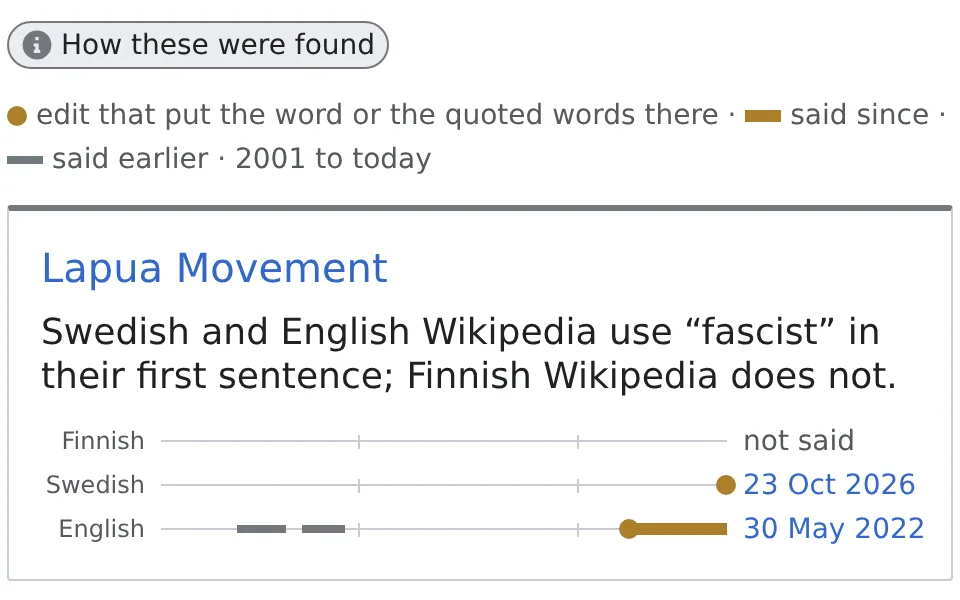 How these were found
edit that put the word or the quoted words there · said since ·
said earlier · 2001 to today
Lapua Movement
Swedish and English Wikipedia use “fascist” in
their first sentence; Finnish Wikipedia does not.
Finnish not said
Swedish 23 Oct 2026
English 30 May 2022